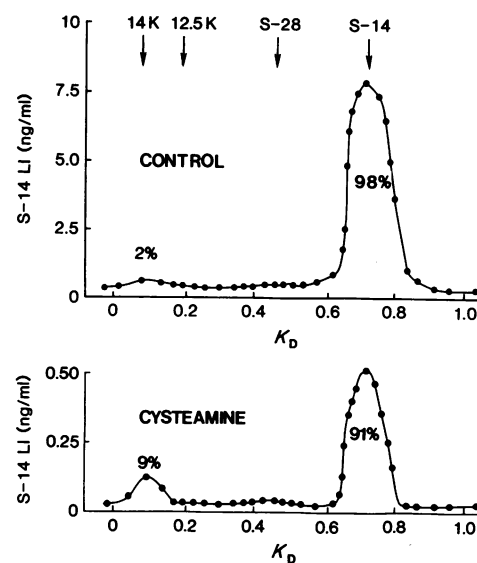 14K 12.5K S-28 S-14
10
7.5
5.0
2.5
0
S-14 LI (ng/ml)
CONTROL
98%
2%
0 0.2 0.4 0.6 0.8 1.0
K_D
0.50
0.25
0
S-14 LI (ng/ml)
CYSTEAMINE
9%
91%
0 0.2 0.4 0.6 0.8 1.0
K_D